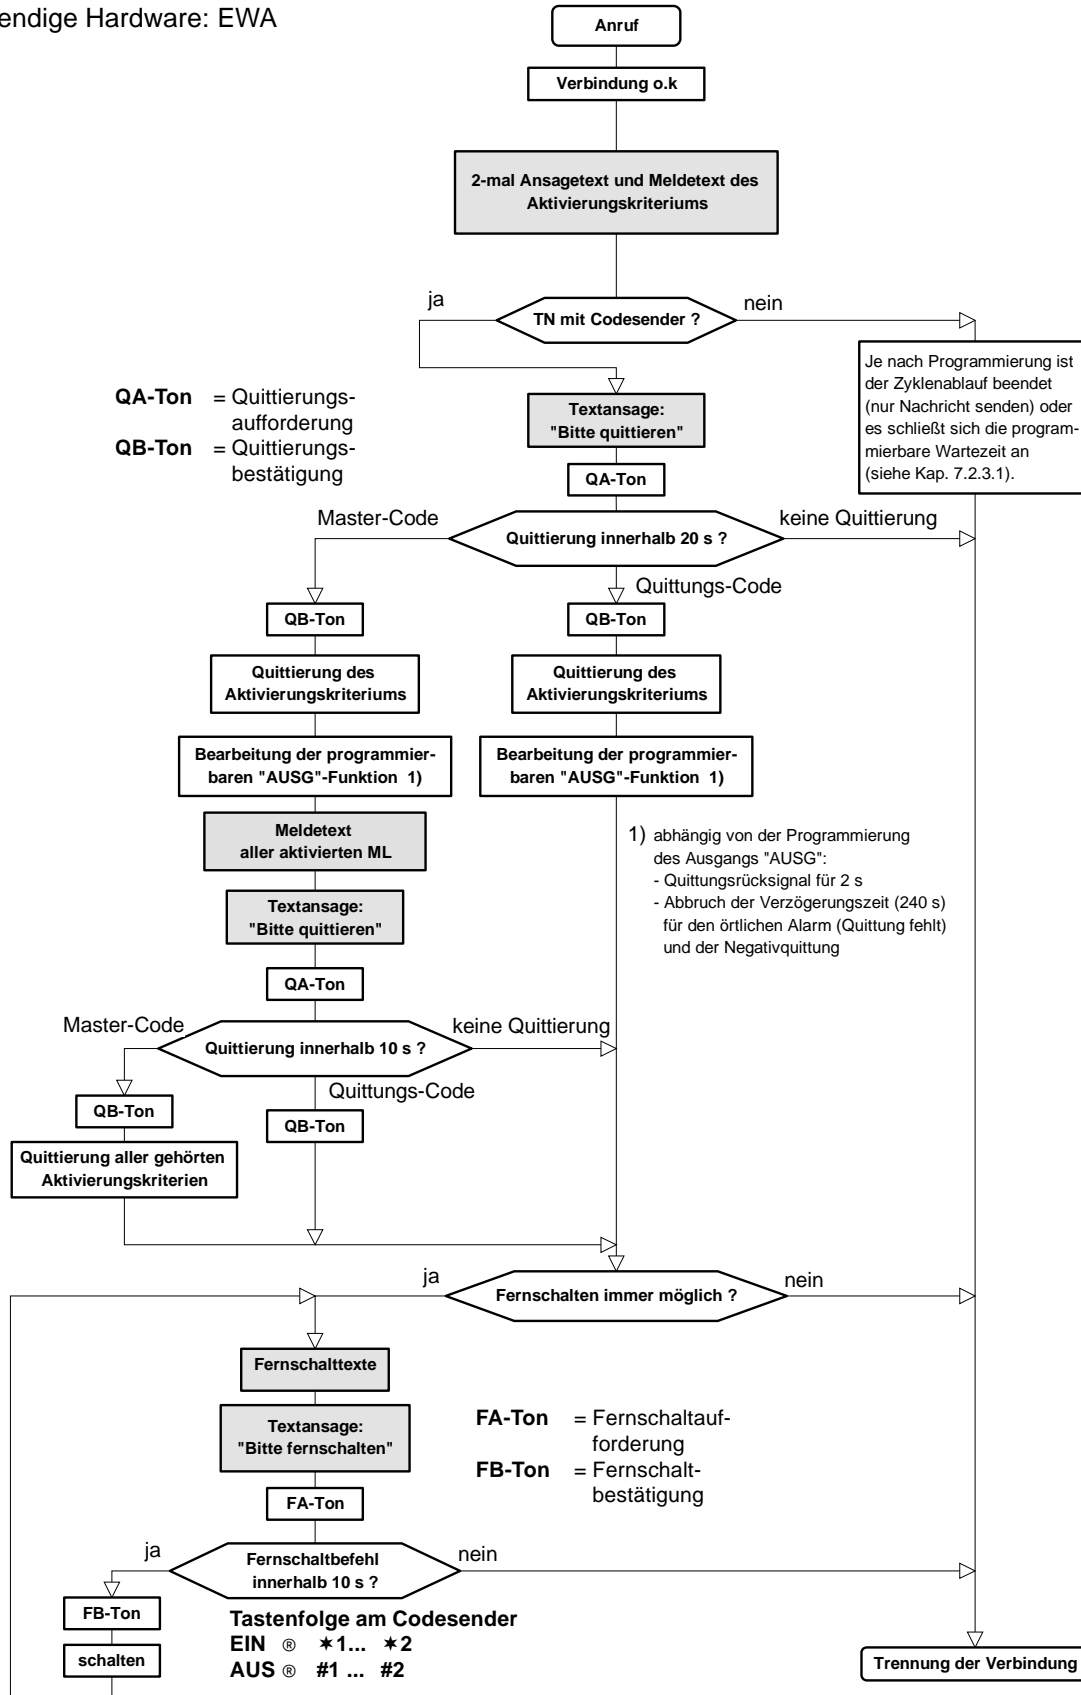 endige Hardware: EWA
Anruf
Verbindung o.k
2-mal Ansagetext und Meldetext des
Aktivierungskriteriums
ja
TN mit Codesender ?
nein
Je nach Programmierung ist
der Zyklenablauf beendet
(nur Nachricht senden) oder
es schließt sich die program-
mierbare Wartezeit an
(siehe Kap. 7.2.3.1).
QA-Ton = Quittierungs-
aufforderung
QB-Ton = Quittierungs-
bestätigung
Textansage:
"Bitte quittieren"
QA-Ton
Master-Code
Quittierung innerhalb 20 s ?
keine Quittierung
Quittungs-Code
QB-Ton
QB-Ton
Quittierung des
Aktivierungskriteriums
Quittierung des
Aktivierungskriteriums
Bearbeitung der programmier-
baren "AUSG"-Funktion 1)
Bearbeitung der programmier-
baren "AUSG"-Funktion 1)
Meldetext
aller aktivierten ML
1) abhängig von der Programmierung
des Ausgangs "AUSG":
- Quittungsrücksignal für 2 s
- Abbruch der Verzögerungszeit (240 s)
für den örtlichen Alarm (Quittung fehlt)
und der Negativquittung
Textansage:
"Bitte quittieren"
QA-Ton
Master-Code
Quittierung innerhalb 10 s ?
keine Quittierung
Quittungs-Code
QB-Ton
QB-Ton
Quittierung aller gehörten
Aktivierungskriterien
ja
Fernschalten immer möglich ?
nein
Fernschalttexte
Textansage:
"Bitte fernschalten"
FA-Ton = Fernschaltauf-
forderung
FB-Ton = Fernschalt-
bestätigung
FA-Ton
ja
Fernschaltbefehl
innerhalb 10 s ?
nein
FB-Ton
schalten
Tastenfolge am Codesender
EIN ® ✶1... ✶2
AUS ® #1 ... #2
Trennung der Verbindung